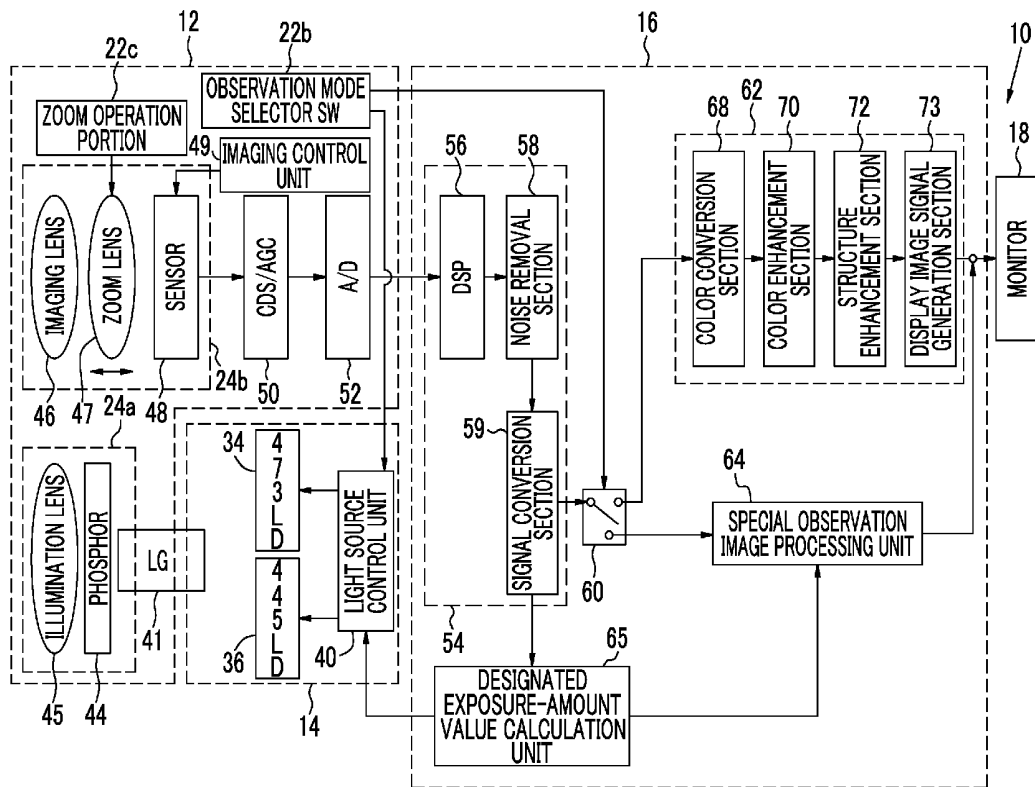 12
22b
16
10
22c
OBSERVATION MODE
SELECTOR SW
ZOOM OPERATION
PORTION
49
IMAGING CONTROL
UNIT
56
58
62
68
70
72
73
18
IMAGING LENS
ZOOM LENS
SENSOR
CDS/AGC
A/D
DSP
NOISE REMOVAL
SECTION
COLOR CONVERSION
SECTION
COLOR ENHANCEMENT
SECTION
STRUCTURE
ENHANCEMENT SECTION
DISPLAY IMAGE SIGNAL
GENERATION SECTION
MONITOR
46
47
48
24b
50
52
24a
34
473LD
59
SIGNAL CONVERSION
SECTION
64
SPECIAL OBSERVATION
IMAGE PROCESSING UNIT
60
ILLUMINATION LENS
PHOSPHOR
LG
41
LIGHT SOURCE
CONTROL UNIT
445LD
36
40
54
45
44
14
65
DESIGNATED
EXPOSURE-AMOUNT
VALUE CALCULATION
UNIT